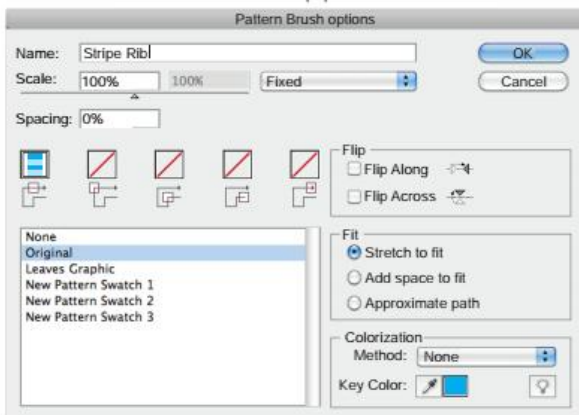 Pattern Brush options
Name: Stripe Rib
OK
Scale: 100% 100% Fixed
Cancel
Spacing: 0%
Flip
Flip Along
Flip Across
None
Original
Leaves Graphic
New Pattern Swatch 1
New Pattern Swatch 2
New Pattern Swatch 3
Fit
Stretch to fit
Add space to fit
Approximate path
Colorization
Method: None
Key Color: